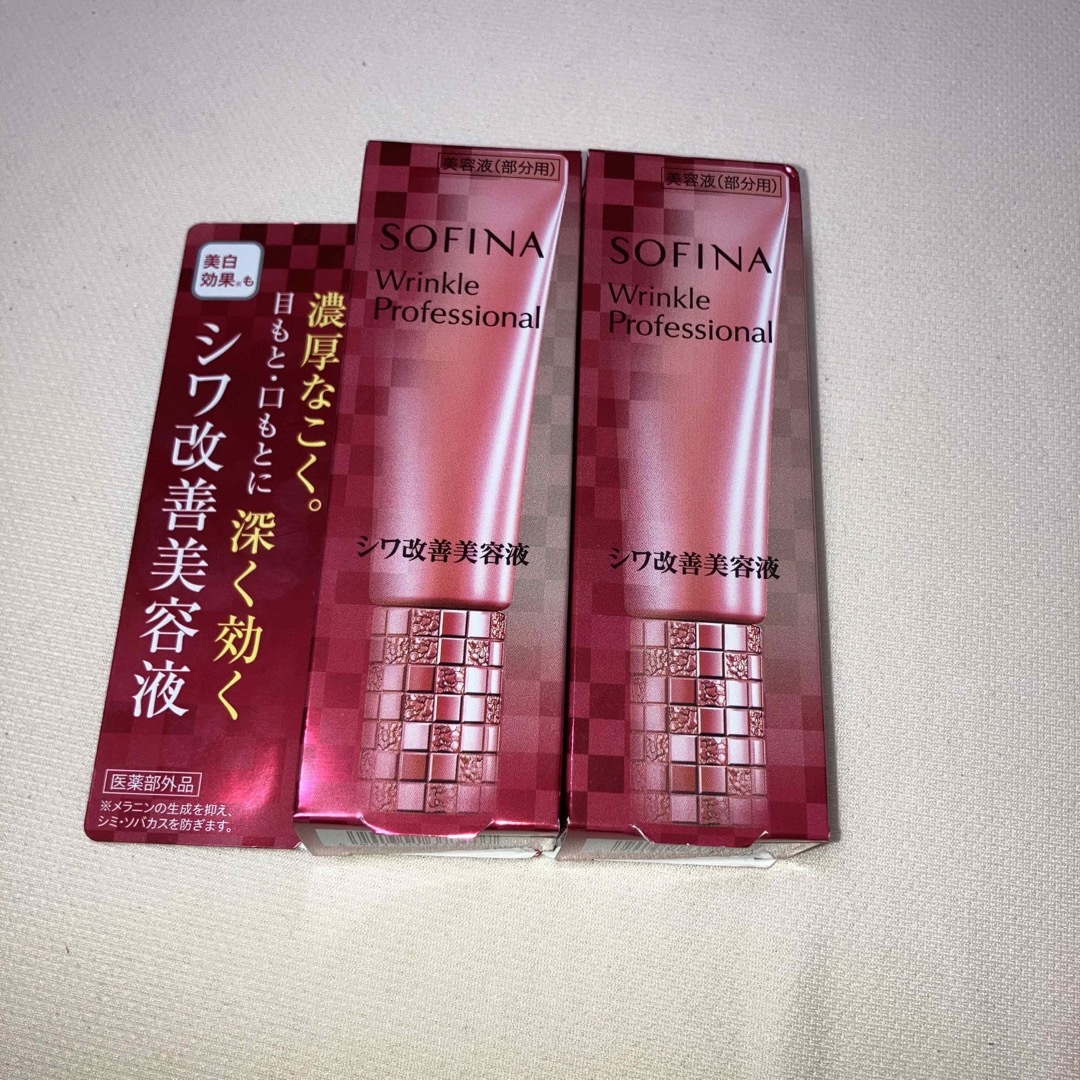 美白
効果※も
濃厚なこく。
目もと・口もとに
深く効く
シワ改善美容液
医薬部外品
※メラニンの生成を抑え、
シミ・ソバカスを防ぎます。
美容液(部分用)
SOFINA
Wrinkle
Professional
シワ改善美容液
美容液(部分用)
SOFINA
Wrinkle
Professional
シワ改善美容液